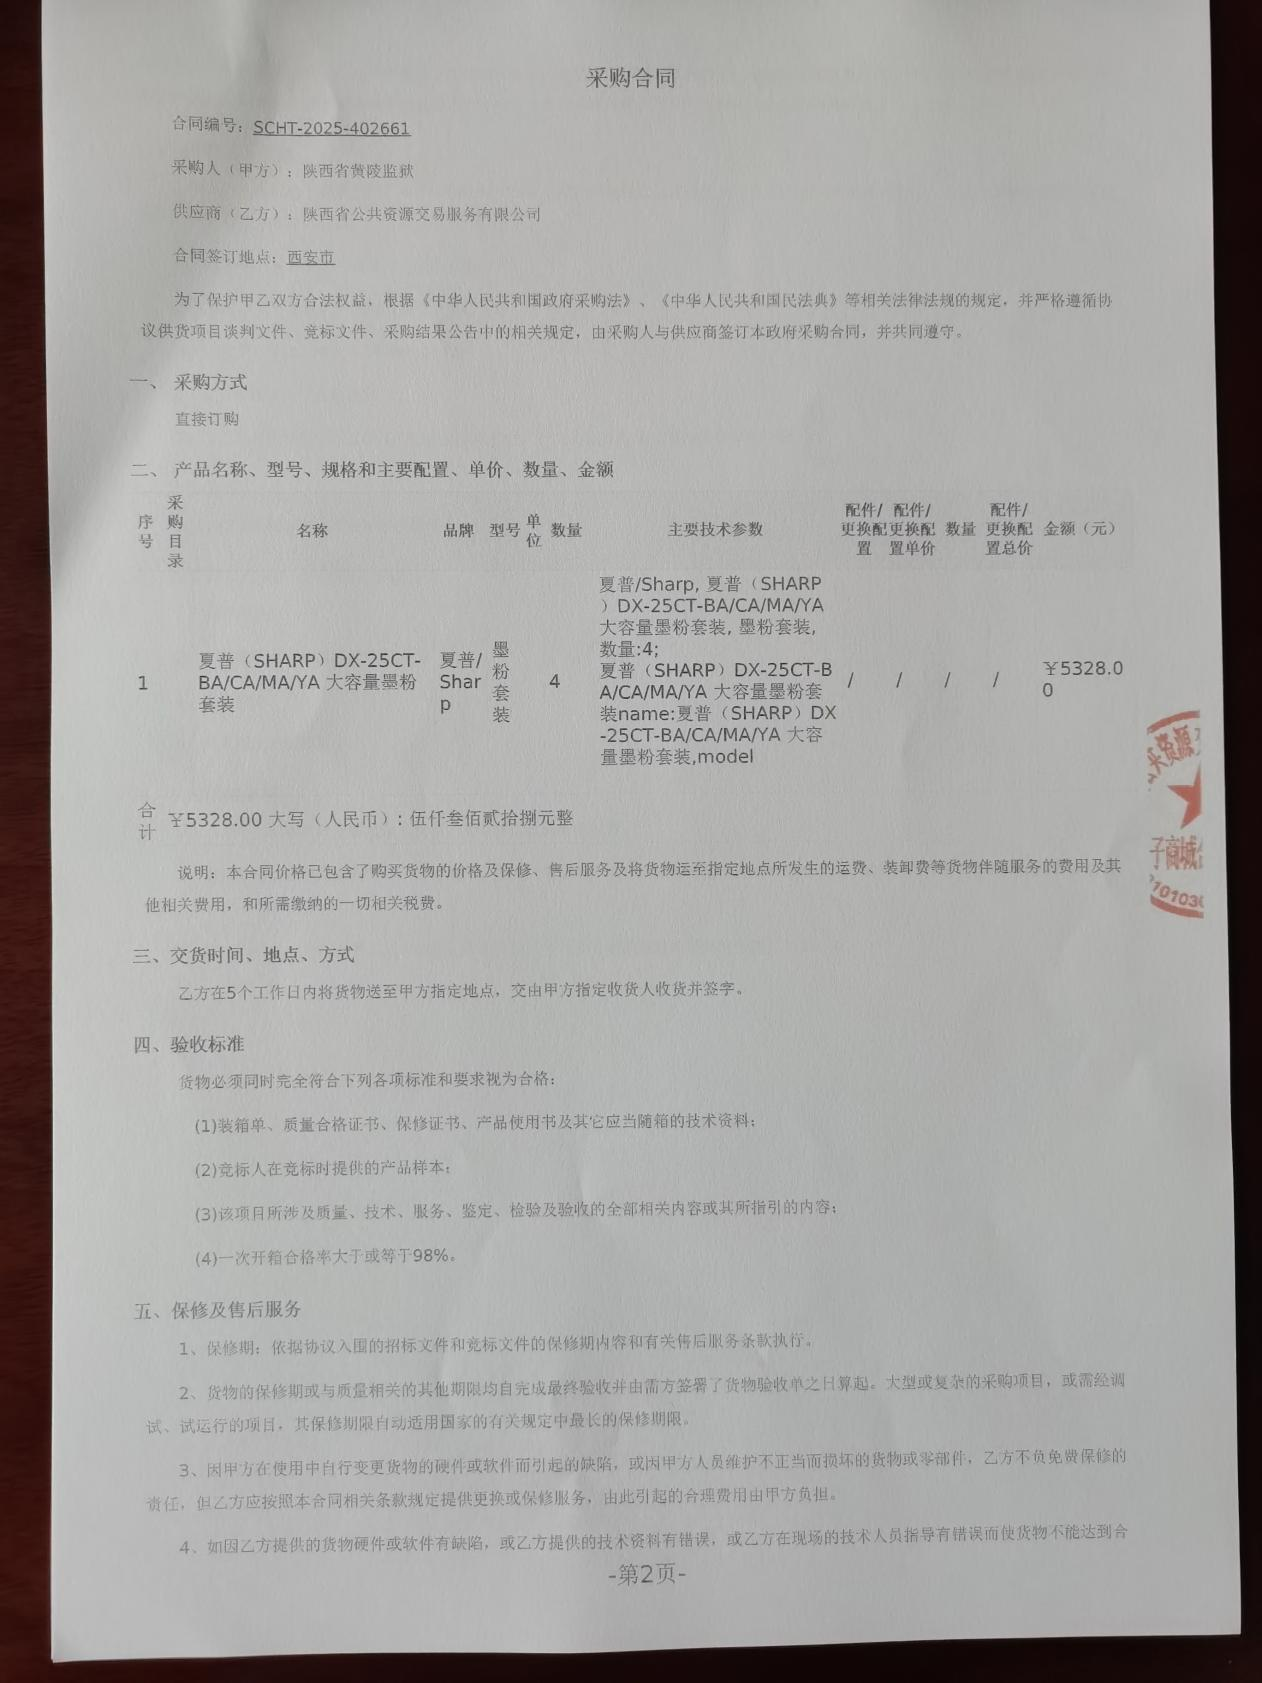 采购合同
合同编号：SCHT-2025-402661
采购人（甲方）：陕西省黄陵监狱
供应商（乙方）：陕西省公共资源交易服务有限公司
合同签订地点：西安市
为了保护甲乙双方合法权益，根据《中华人民共和国政府采购法》、《中华人民共和国民法典》等相关法律法规的规定，并严格遵循协
议供货项目谈判文件、竞标文件、采购结果公告中的相关规定，由采购人与供应商签订本政府采购合同，并共同遵守。
一、 采购方式
直接订购
二、 产品名称、型号、规格和主要配置、单价、数量、金额
序号 采购目录 名称 品牌 型号 单位 数量 主要技术参数 配件/更换配置 配件/更换配置单价 数量 配件/更换配置总价 金额（元）
1 夏普（SHARP）DX-25CT-BA/CA/MA/YA 大容量墨粉套装 夏普/Sharp 墨粉套装 4 夏普/Sharp, 夏普（SHARP）DX-25CT-BA/CA/MA/YA 大容量墨粉套装, 墨粉套装, 数量:4; 夏普（SHARP）DX-25CT-BA/CA/MA/YA 大容量墨粉套装name:夏普（SHARP）DX-25CT-BA/CA/MA/YA 大容量墨粉套装,model / / / / ￥5328.00
合计 ￥5328.00 大写（人民币）: 伍仟叁佰贰拾捌元整
说明：本合同价格已包含了购买货物的价格及保修、售后服务及将货物运至指定地点所发生的运费、装卸费等货物伴随服务的费用及其
他相关费用，和所需缴纳的一切相关税费。
三、交货时间、地点、方式
乙方在5个工作日内将货物送至甲方指定地点，交由甲方指定收货人收货并签字。
四、验收标准
货物必须同时完全符合下列各项标准和要求视为合格：
(1)装箱单、质量合格证书、保修证书、产品使用书及其它应当随箱的技术资料；
(2)竞标人在竞标时提供的产品样本；
(3)该项目所涉及质量、技术、服务、鉴定、检验及验收的全部相关内容或其所指引的内容；
(4)一次开箱合格率大于或等于98%。
五、保修及售后服务
1、保修期：依据协议入围的招标文件和竞标文件的保修期内容和有关售后服务条款执行。
2、货物的保修期或与质量相关的其他期限均自完成最终验收并由需方签署了货物验收单之日算起。大型或复杂的采购项目，或需经调
试、试运行的项目，其保修期限自动适用国家的有关规定中最长的保修期限。
3、因甲方在使用中自行变更货物的硬件或软件而引起的缺陷，或因甲方人员维护不正当而损坏的货物或零部件，乙方不负免费保修的
责任，但乙方应按照本合同相关条款规定提供更换或保修服务，由此引起的合理费用由甲方负担。
4、如因乙方提供的货物硬件或软件有缺陷，或乙方提供的技术资料有错误，或乙方在现场的技术人员指导有错误而使货物不能达到合
-第2页-
资源
子商城
101030